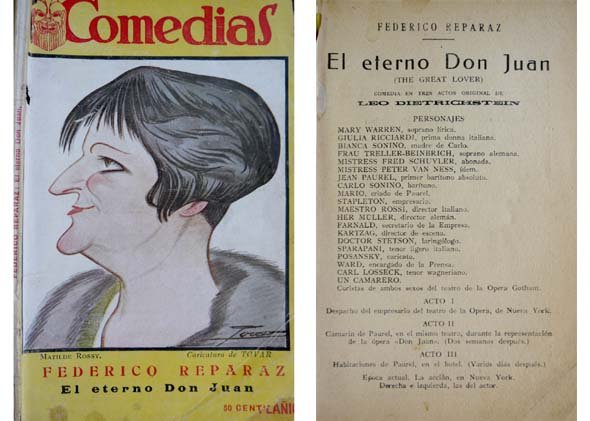 Comedias
FEDERICO REPARAZ: El eterno Don Juan.
Tovar
MATILDE ROSSY. Caricatura de TOVAR
FEDERICO REPARAZ
El eterno Don Juan
50 CENT
FEDERICO REPARAZ
El eterno Don Juan
(THE GREAT LOVER)
COMEDIA EN TRES ACTOS ORIGINAL DE
LEO DIETRICHSTEIN
PERSONAJES
MARY WARREN, soprano lírica.
GIULIA RICCIARDI, prima donna italiana.
BIANCA SONINO, madre de Carlo.
FRAU TRELLER-BEINBRICH, soprano alemana.
MISTRESS FRED SCHUYLER, abonada.
MISTRESS PETER VAN NESS, ídem.
JEAN PAUREL, primer barítono absoluto.
CARLO SONINO, barítono.
MARIO, criado de Paurel.
STAPLETON, empresario.
MAESTRO ROSSI, director italiano.
HER MULLER, director alemán.
FARNALD, secretario de la Empresa.
KARTZAG, director de escena.
DOCTOR STETSON, laringólogo.
SPARAPANI, tenor ligero italiano.
POSANSKY, caricato.
WARD, encargado de la Prensa.
CARL LOSSECK, tenor wagneriano.
UN CAMARERO.
Coristas de ambos sexos del teatro de la Opera Gotham.
ACTO I
Despacho del empresario del teatro de la Opera, de Nueva York.
ACTO II
Camarín de Paurel, en el mismo teatro, durante la representación
de la ópera «Don Juan». (Dos semanas después.)
ACTO III
Habitaciones de Paurel, en el hotel. (Varios días después.)
Epoca actual. La acción, en Nueva York.
Derecha e izquierda, las del actor.